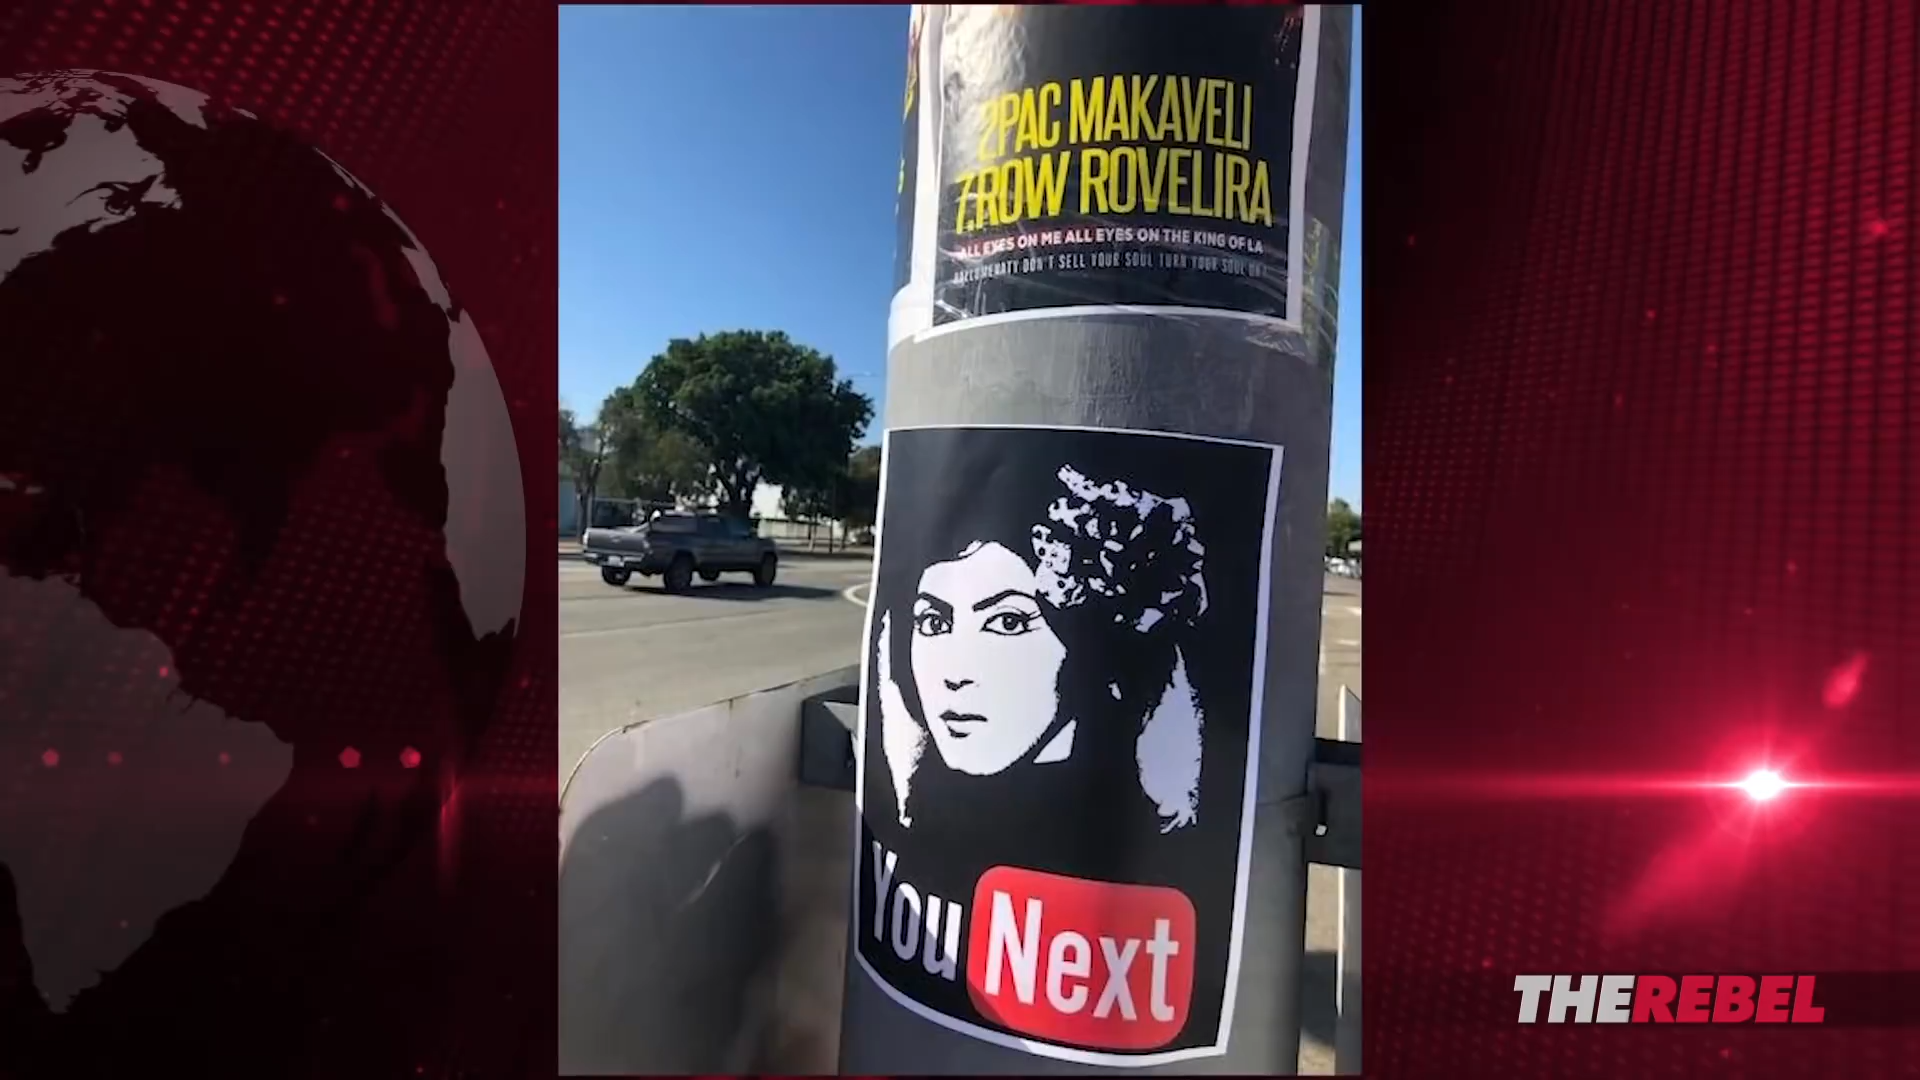 2PAC MAKAVELI
Z.ROW ROVELIRA
ALL EYES ON ME ALL EYES ON THE KING OF LA
DON'T SELL YOUR SOUL TURN YOUR SOUL
You Next
THEREBEL